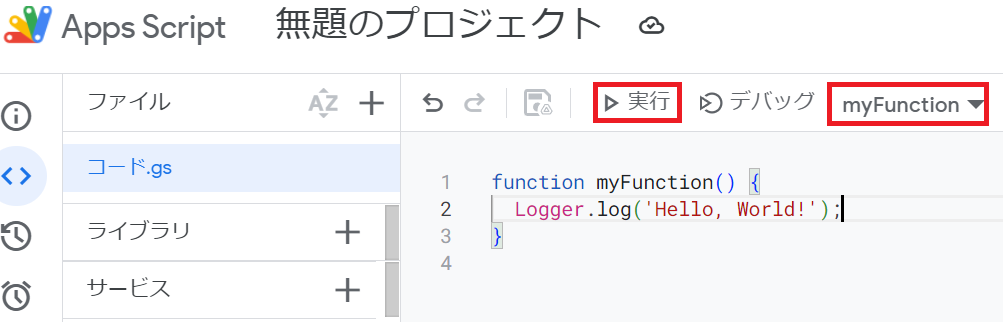 Apps Script 無題のプロジェクト
ファイル AZ 実行 デバッグ myFunction
コード.gs
1 function myFunction() {
2 Logger.log('Hello, World!');
3 }
4
ライブラリ
サービス